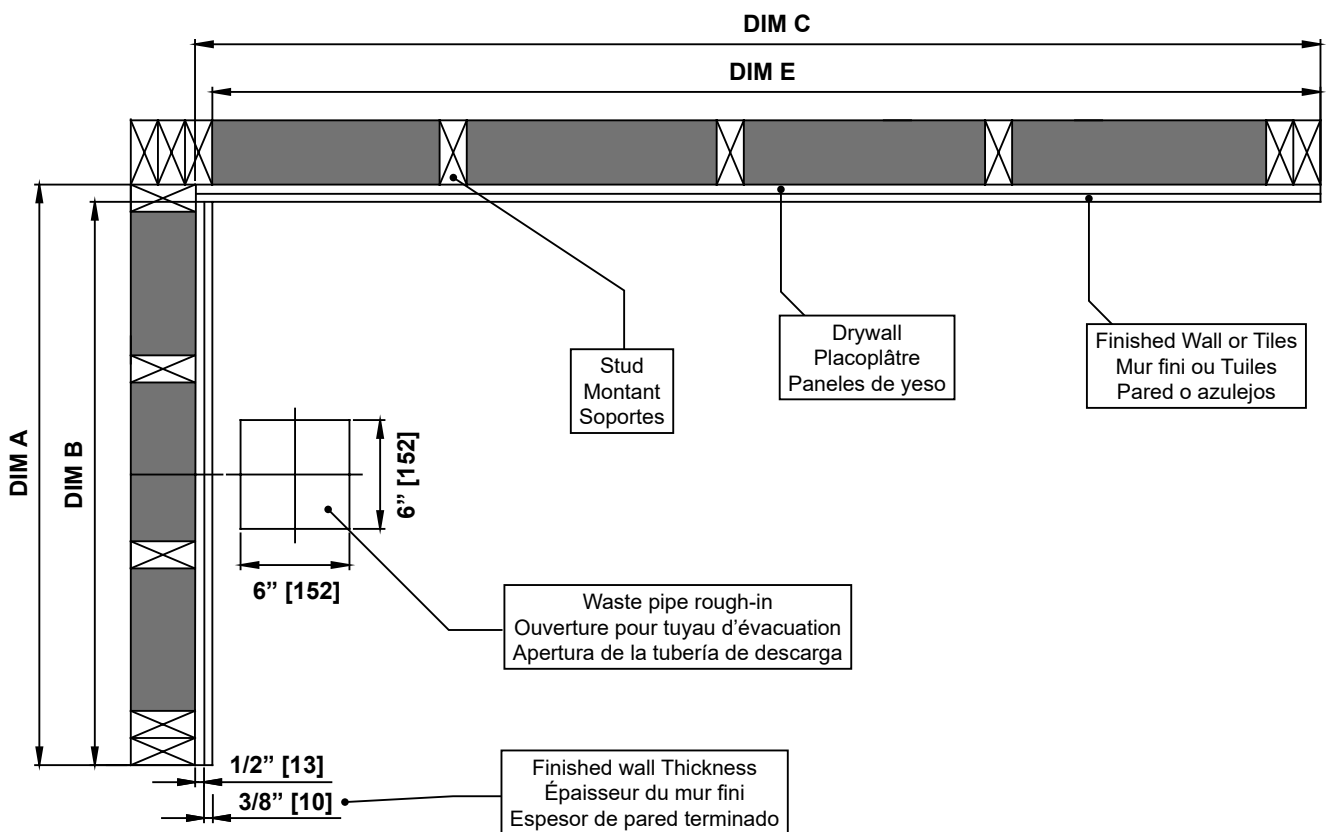 DIM C
DIM E
DIM A
DIM B
Stud
Montant
Soportes
Drywall
Placoplâtre
Paneles de yeso
Finished Wall or Tiles
Mur fini ou Tuiles
Pared o azulejos
6” [152]
6” [152]
Waste pipe rough-in
Ouverture pour tuyau d’évacuation
Apertura de la tubería de descarga
1/2” [13]
3/8” [10]
Finished wall Thickness
Épaisseur du mur fini
Espesor de pared terminado